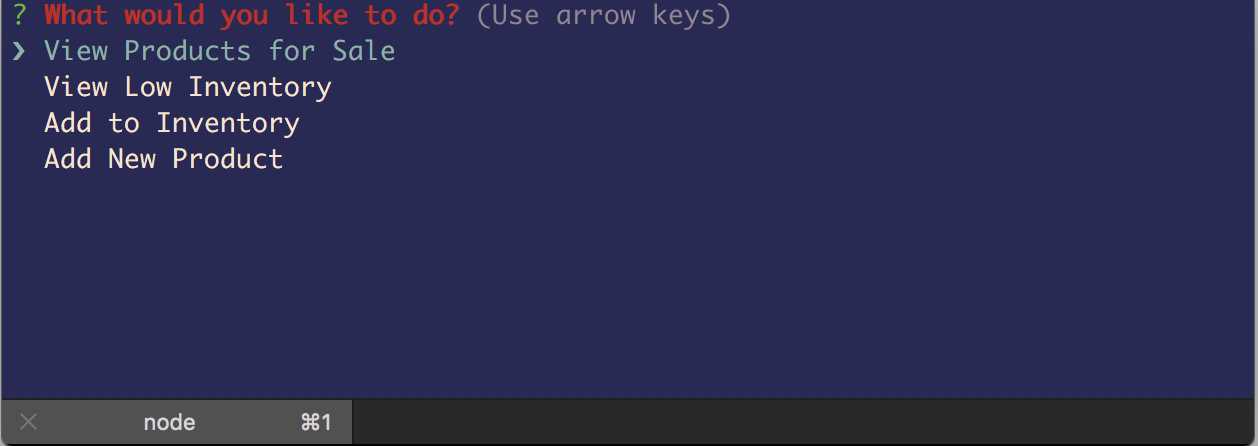 ? What would you like to do? (Use arrow keys)
❯ View Products for Sale
View Low Inventory
Add to Inventory
Add New Product
× node ⌘1